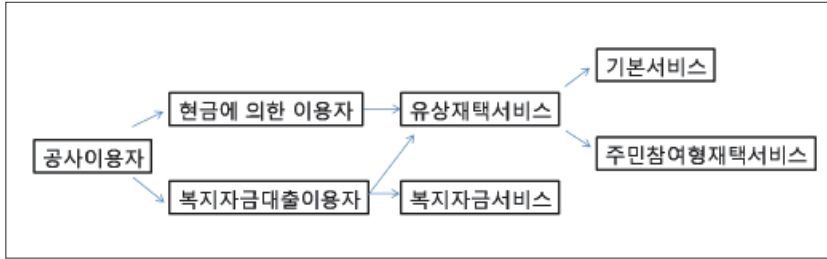 기본서비스
현금에 의한 이용자
유상재택서비스
공사이용자
주민참여형재택서비스
복지자금대출이용자
복지자금서비스